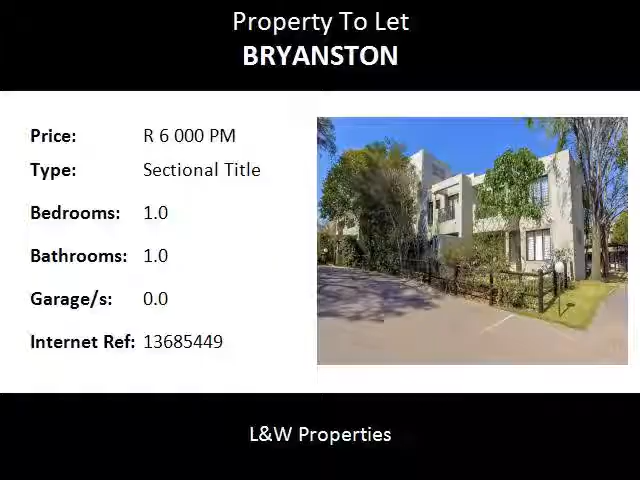 Property To Let
BRYANSTON
Price: R 6 000 PM
Type: Sectional Title
Bedrooms: 1.0
Bathrooms: 1.0
Garage/s: 0.0
Internet Ref: 13685449
L&W Properties